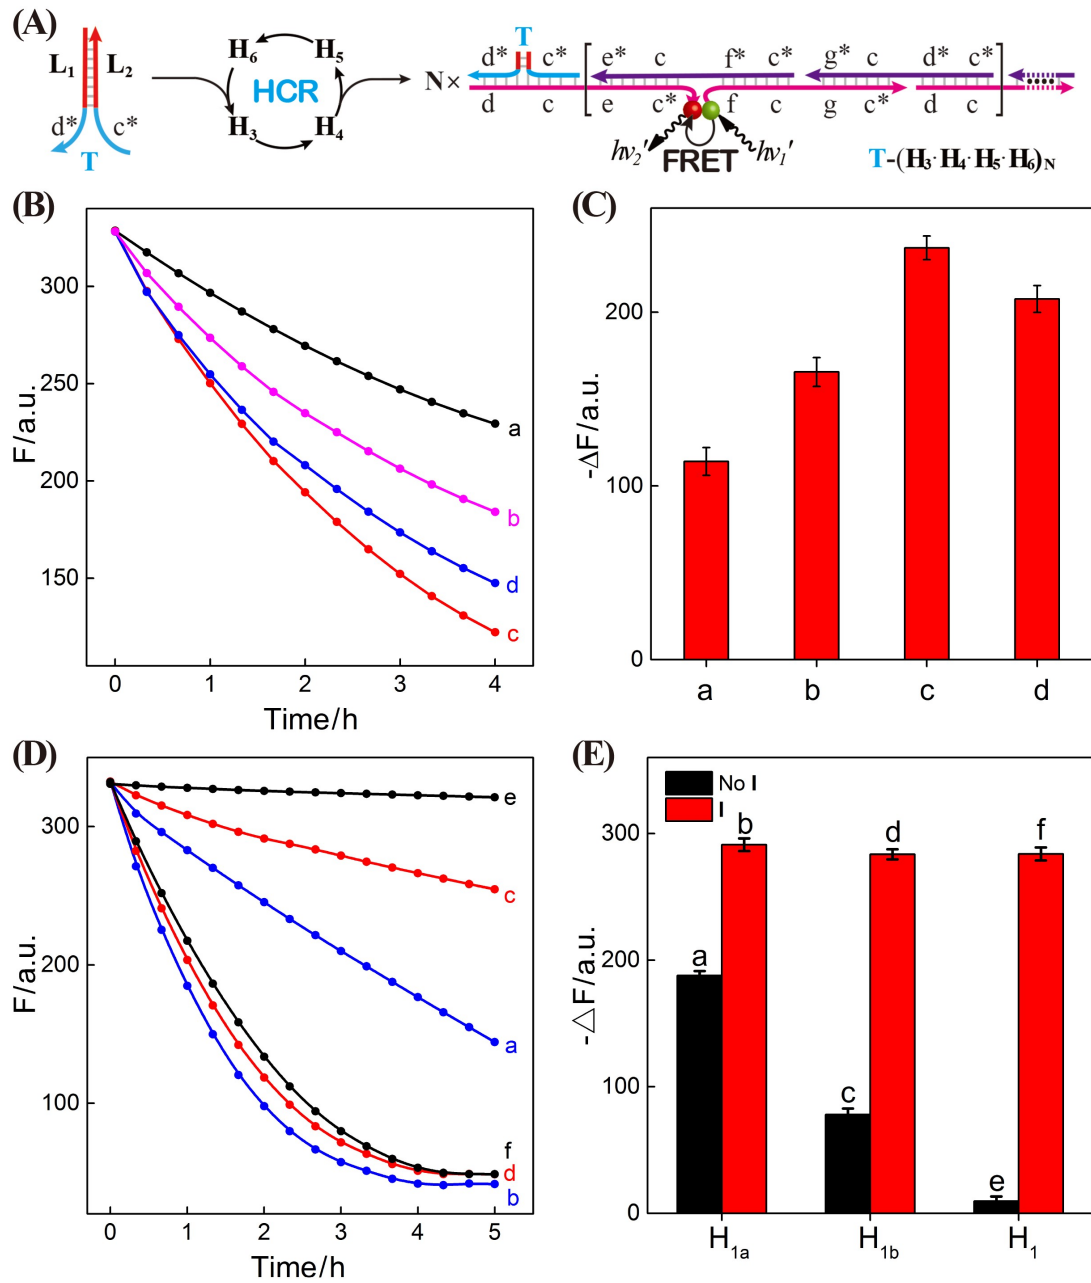 (A)
L₁ L₂
d* c*
T
H₆ H₅
HCR
H₃ H₄
N×
T
d* c* e* c f* c* g* c d* c*
d c e c* f c g c* d c
hν₂′ FRET hν₁′
T-(H₃·H₄·H₅·H₆)N
(B)
F/a.u.
300
250
200
150
0 1 2 3 4
Time/h
a
b
d
c
(C)
-ΔF/a.u.
200
100
0
a b c d
(D)
F/a.u.
300
200
100
0 1 2 3 4 5
Time/h
e
c
a
f
d
b
(E)
-△F/a.u.
No I
I
300
200
100
0
a b c d e f
H₁ₐ H₁b H₁